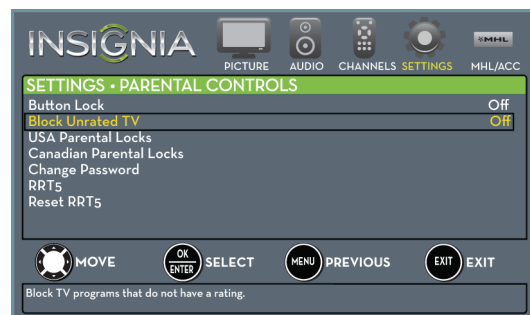 INSIGNIA
PICTURE AUDIO CHANNELS SETTINGS MHL/ACC
MHL
SETTINGS • PARENTAL CONTROLS
Button Lock Off
Block Unrated TV Off
USA Parental Locks
Canadian Parental Locks
Change Password
RRT5
Reset RRT5
MOVE OK ENTER SELECT MENU PREVIOUS EXIT EXIT
Block TV programs that do not have a rating.